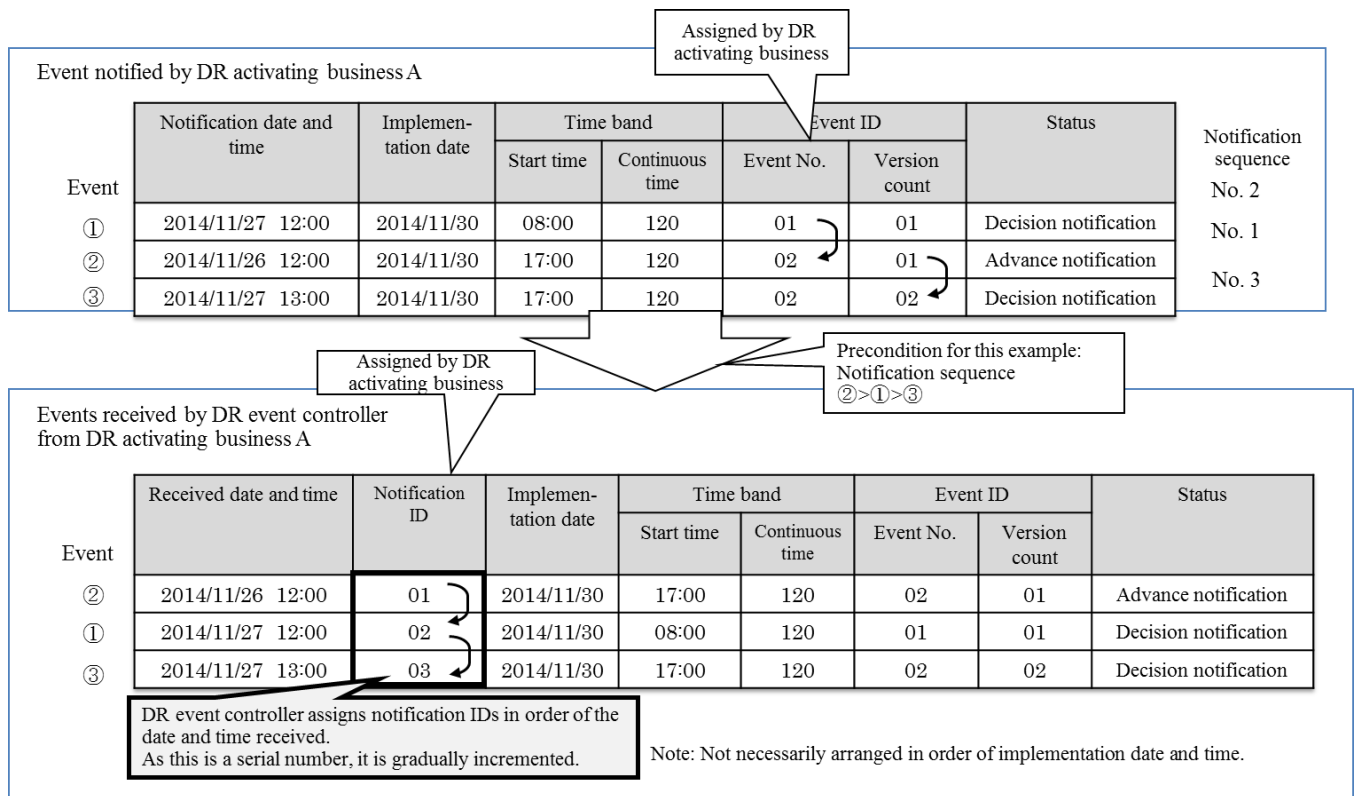 Assigned by DR
activating business
Event notified by DR activating business A
Notification date and
time
Implemen-
tation date
Time band
Event ID
Status
Start time
Continuous
time
Event No.
Version
count
Notification
sequence
Event
No. 2
① 2014/11/27 12:00 2014/11/30 08:00 120 01 01 Decision notification
No. 1
② 2014/11/26 12:00 2014/11/30 17:00 120 02 01 Advance notification
No. 3
③ 2014/11/27 13:00 2014/11/30 17:00 120 02 02 Decision notification
Assigned by DR
activating business
Precondition for this example:
Notification sequence
②>①>③
Events received by DR event controller
from DR activating business A
Received date and time
Notification
ID
Implemen-
tation date
Time band
Event ID
Status
Start time
Continuous
time
Event No.
Version
count
Event
② 2014/11/26 12:00 01 2014/11/30 17:00 120 02 01 Advance notification
① 2014/11/27 12:00 02 2014/11/30 08:00 120 01 01 Decision notification
③ 2014/11/27 13:00 03 2014/11/30 17:00 120 02 02 Decision notification
DR event controller assigns notification IDs in order of the
date and time received.
As this is a serial number, it is gradually incremented.
Note: Not necessarily arranged in order of implementation date and time.